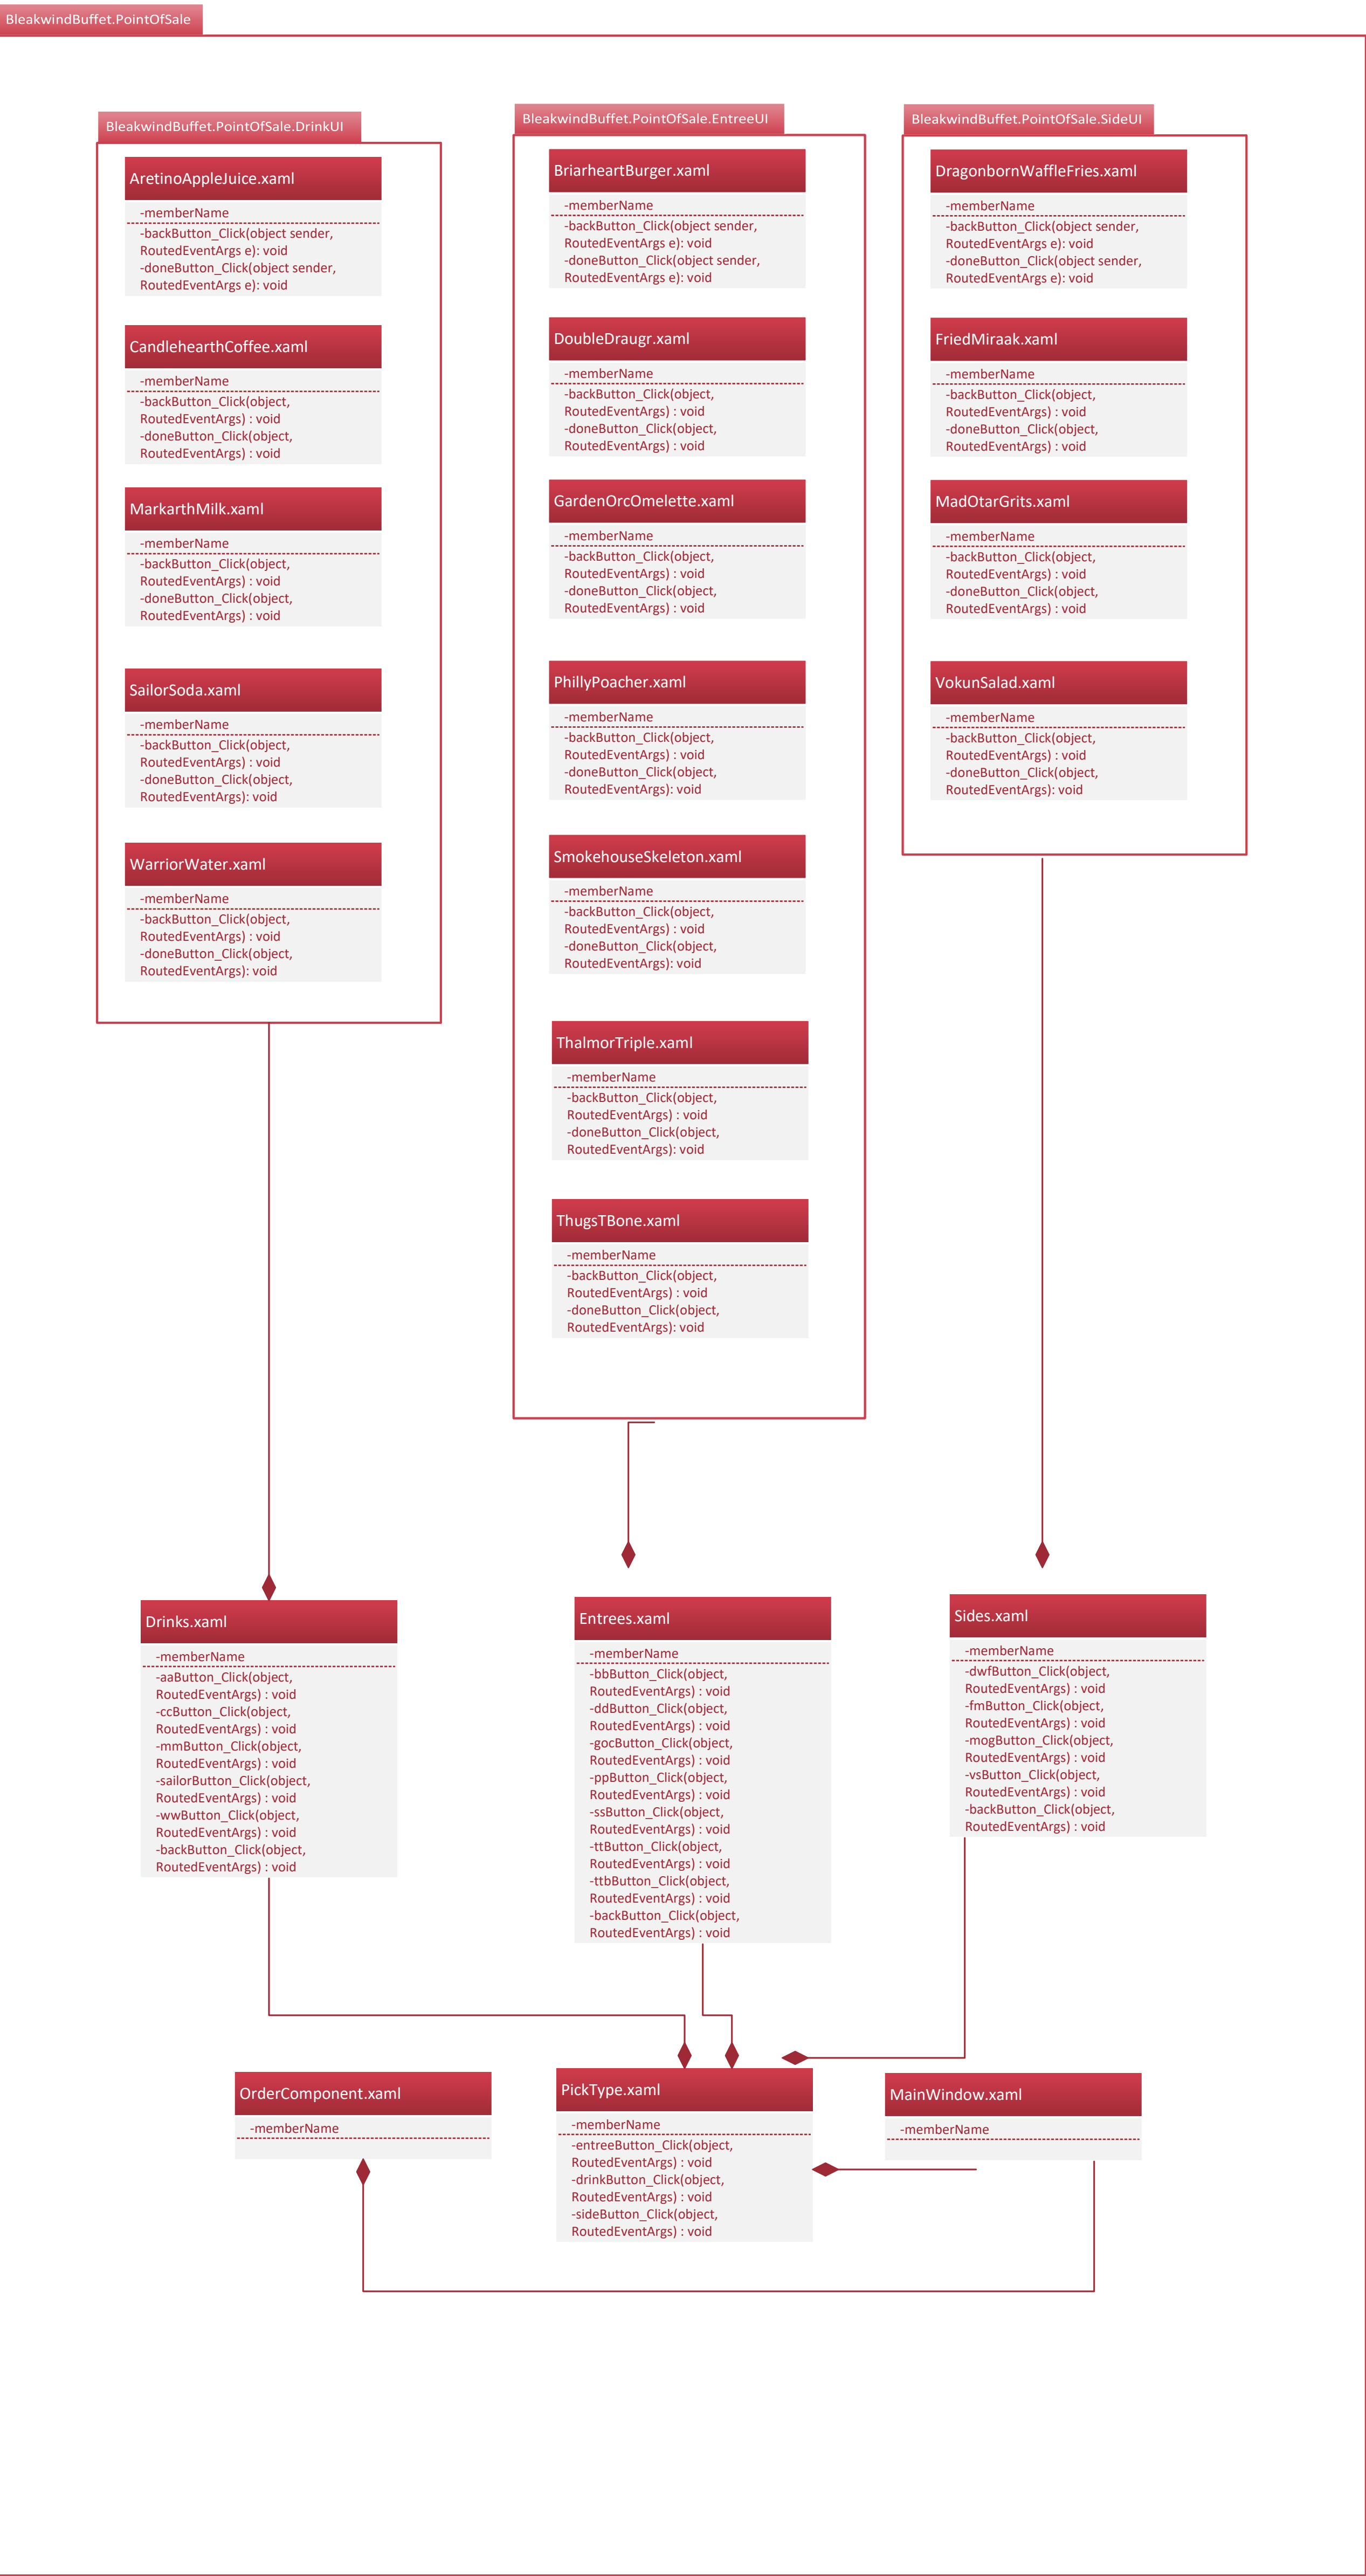 BleakwindBuffet.PointOfSale
BleakwindBuffet.PointOfSale.DrinkUI
AretinoAppleJuice.xaml
-memberName
-backButton_Click(object sender,
RoutedEventArgs e): void
-doneButton_Click(object sender,
RoutedEventArgs e): void
CandlehearthCoffee.xaml
-memberName
-backButton_Click(object,
RoutedEventArgs) : void
-doneButton_Click(object,
RoutedEventArgs) : void
MarkarthMilk.xaml
-memberName
-backButton_Click(object,
RoutedEventArgs) : void
-doneButton_Click(object,
RoutedEventArgs) : void
SailorSoda.xaml
-memberName
-backButton_Click(object,
RoutedEventArgs) : void
-doneButton_Click(object,
RoutedEventArgs): void
WarriorWater.xaml
-memberName
-backButton_Click(object,
RoutedEventArgs) : void
-doneButton_Click(object,
RoutedEventArgs): void
BleakwindBuffet.PointOfSale.EntreeUI
BriarheartBurger.xaml
-memberName
-backButton_Click(object sender,
RoutedEventArgs e): void
-doneButton_Click(object sender,
RoutedEventArgs e): void
DoubleDraugr.xaml
-memberName
-backButton_Click(object,
RoutedEventArgs) : void
-doneButton_Click(object,
RoutedEventArgs) : void
GardenOrcOmelette.xaml
-memberName
-backButton_Click(object,
RoutedEventArgs) : void
-doneButton_Click(object,
RoutedEventArgs) : void
PhillyPoacher.xaml
-memberName
-backButton_Click(object,
RoutedEventArgs) : void
-doneButton_Click(object,
RoutedEventArgs): void
SmokehouseSkeleton.xaml
-memberName
-backButton_Click(object,
RoutedEventArgs) : void
-doneButton_Click(object,
RoutedEventArgs): void
ThalmorTriple.xaml
-memberName
-backButton_Click(object,
RoutedEventArgs) : void
-doneButton_Click(object,
RoutedEventArgs): void
ThugsTBone.xaml
-memberName
-backButton_Click(object,
RoutedEventArgs) : void
-doneButton_Click(object,
RoutedEventArgs): void
BleakwindBuffet.PointOfSale.SideUI
DragonbornWaffleFries.xaml
-memberName
-backButton_Click(object sender,
RoutedEventArgs e): void
-doneButton_Click(object sender,
RoutedEventArgs e): void
FriedMiraak.xaml
-memberName
-backButton_Click(object,
RoutedEventArgs) : void
-doneButton_Click(object,
RoutedEventArgs) : void
MadOtarGrits.xaml
-memberName
-backButton_Click(object,
RoutedEventArgs) : void
-doneButton_Click(object,
RoutedEventArgs) : void
VokunSalad.xaml
-memberName
-backButton_Click(object,
RoutedEventArgs) : void
-doneButton_Click(object,
RoutedEventArgs): void
Drinks.xaml
-memberName
-aaButton_Click(object,
RoutedEventArgs) : void
-ccButton_Click(object,
RoutedEventArgs) : void
-mmButton_Click(object,
RoutedEventArgs) : void
-sailorButton_Click(object,
RoutedEventArgs) : void
-wwButton_Click(object,
RoutedEventArgs) : void
-backButton_Click(object,
RoutedEventArgs) : void
Entrees.xaml
-memberName
-bbButton_Click(object,
RoutedEventArgs) : void
-ddButton_Click(object,
RoutedEventArgs) : void
-gocButton_Click(object,
RoutedEventArgs) : void
-ppButton_Click(object,
RoutedEventArgs) : void
-ssButton_Click(object,
RoutedEventArgs) : void
-ttButton_Click(object,
RoutedEventArgs) : void
-ttbButton_Click(object,
RoutedEventArgs) : void
-backButton_Click(object,
RoutedEventArgs) : void
Sides.xaml
-memberName
-dwfButton_Click(object,
RoutedEventArgs) : void
-fmButton_Click(object,
RoutedEventArgs) : void
-mogButton_Click(object,
RoutedEventArgs) : void
-vsButton_Click(object,
RoutedEventArgs) : void
-backButton_Click(object,
RoutedEventArgs) : void
OrderComponent.xaml
-memberName
PickType.xaml
-memberName
-entreeButton_Click(object,
RoutedEventArgs) : void
-drinkButton_Click(object,
RoutedEventArgs) : void
-sideButton_Click(object,
RoutedEventArgs) : void
MainWindow.xaml
-memberName